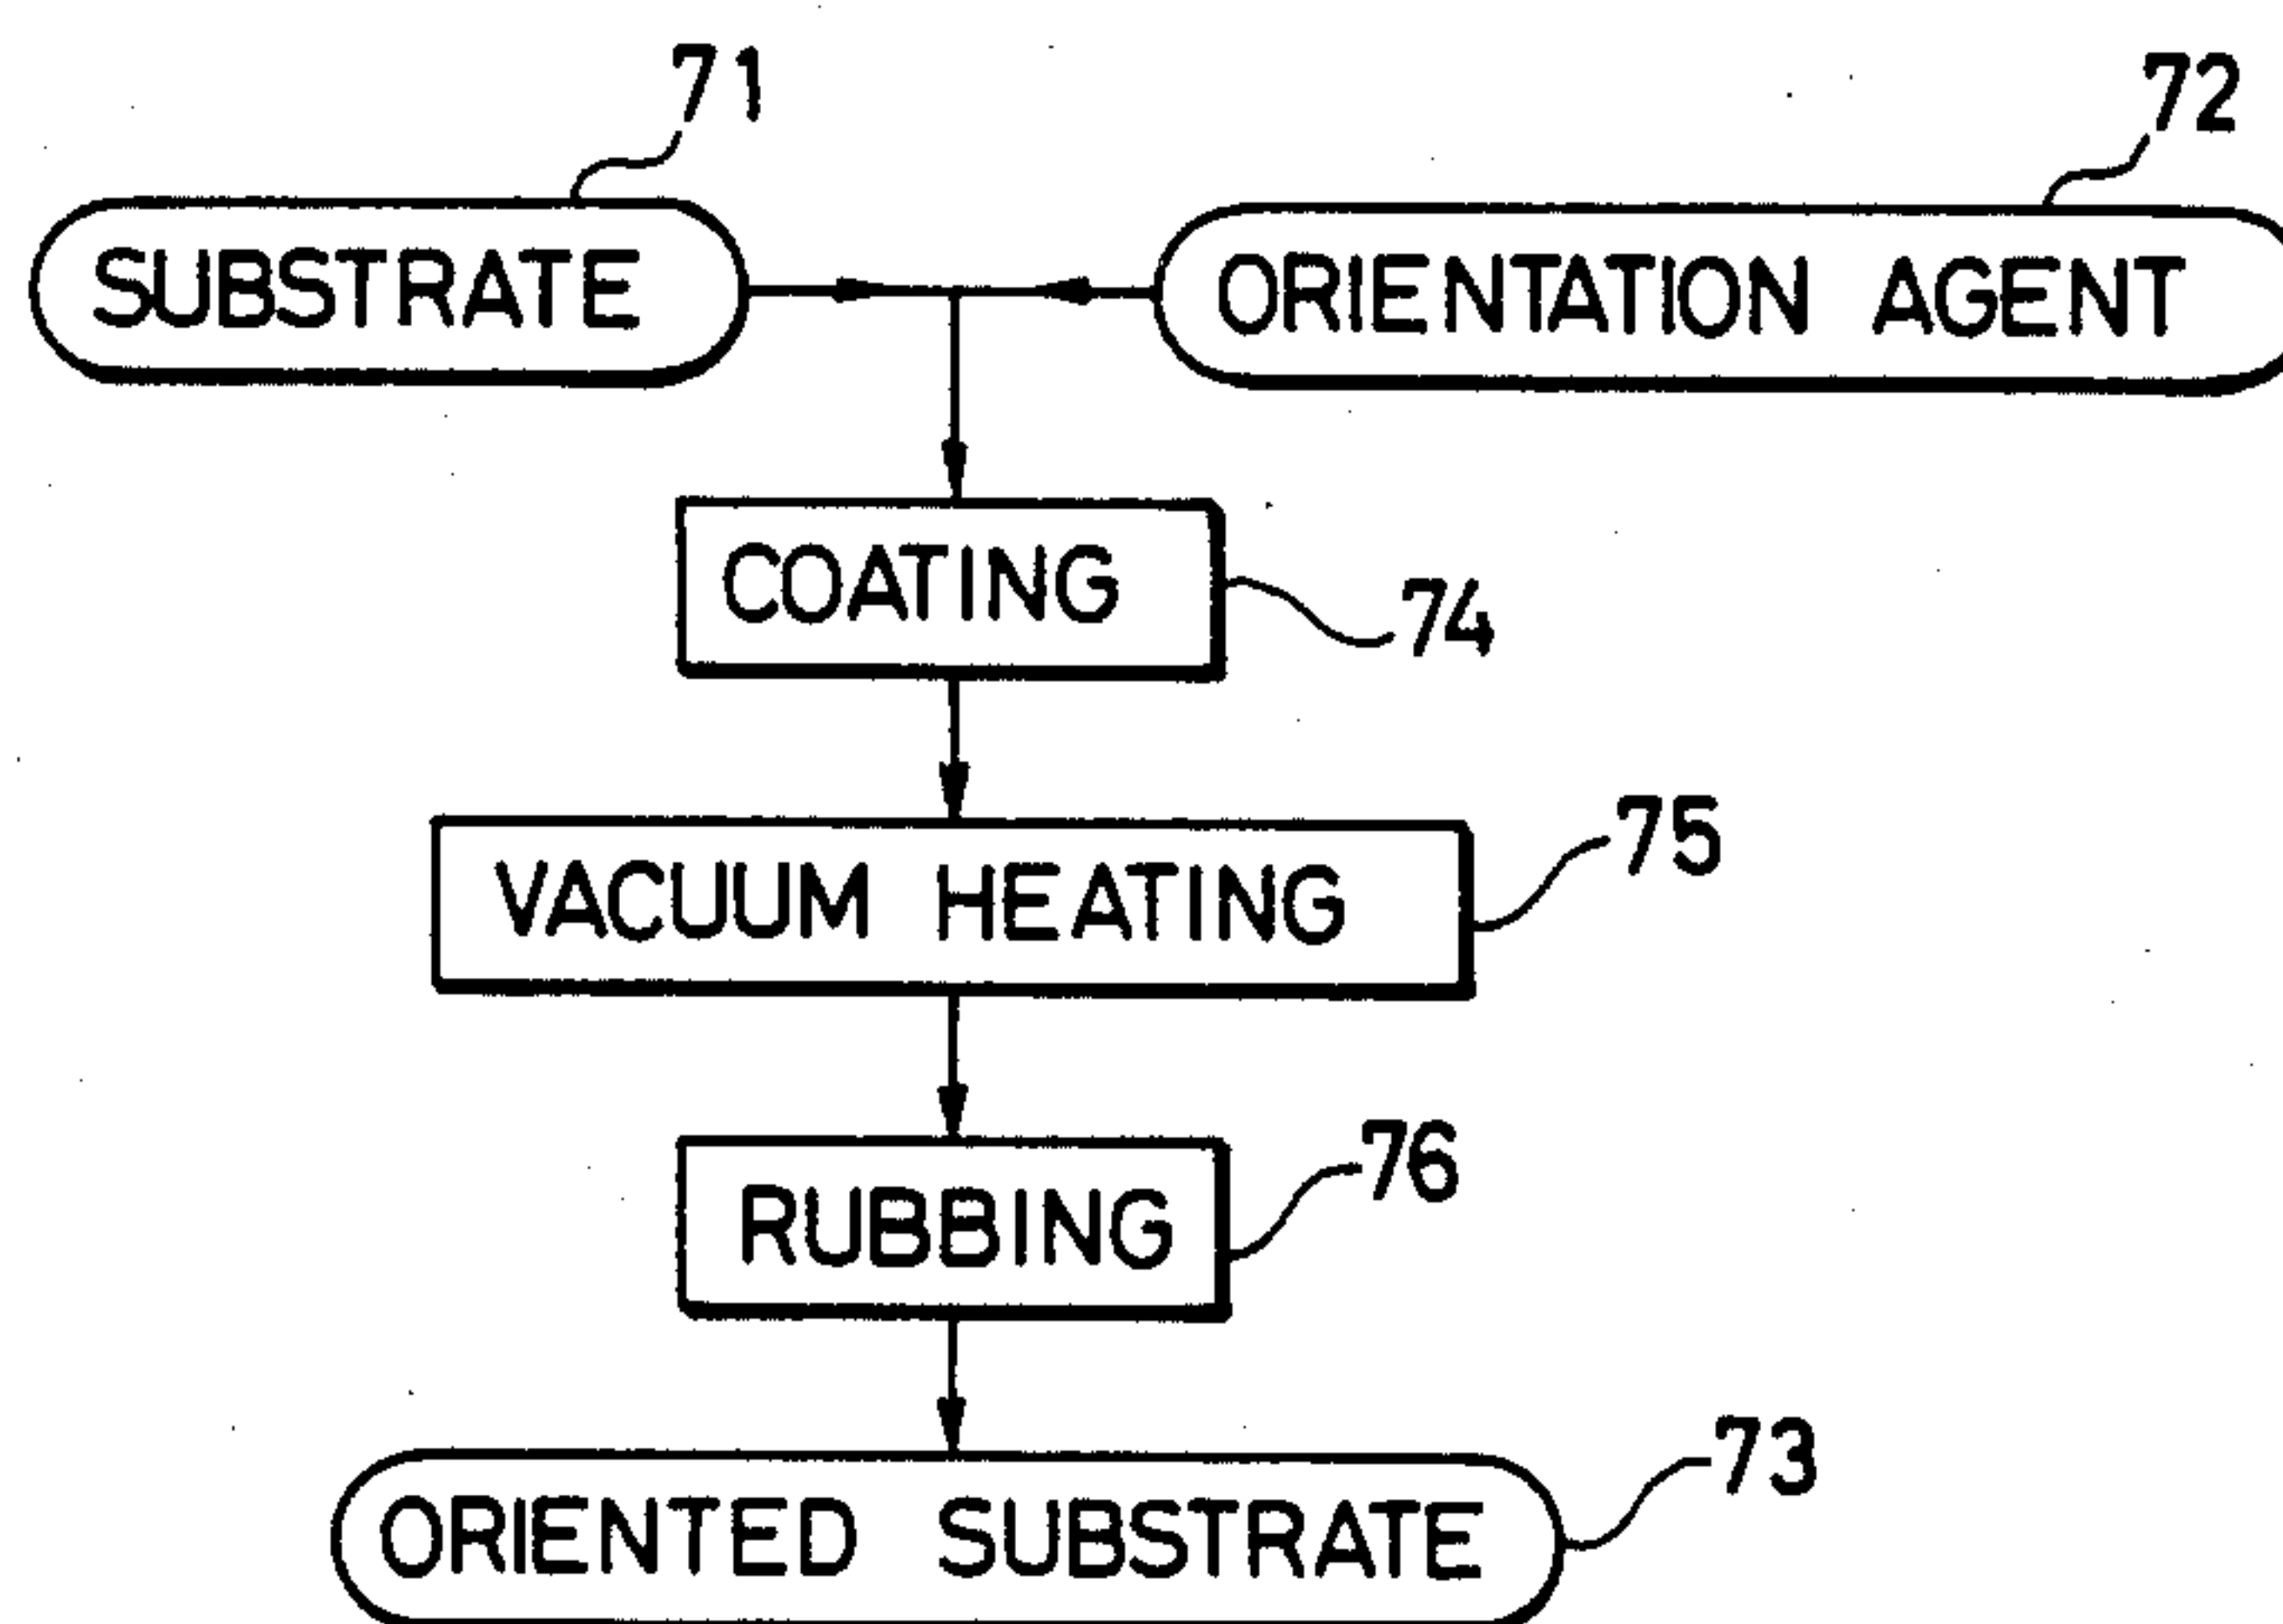 71
72
SUBSTRATE
ORIENTATION AGENT
COATING
74
VACUUM HEATING
75
RUBBING
76
ORIENTED SUBSTRATE
73